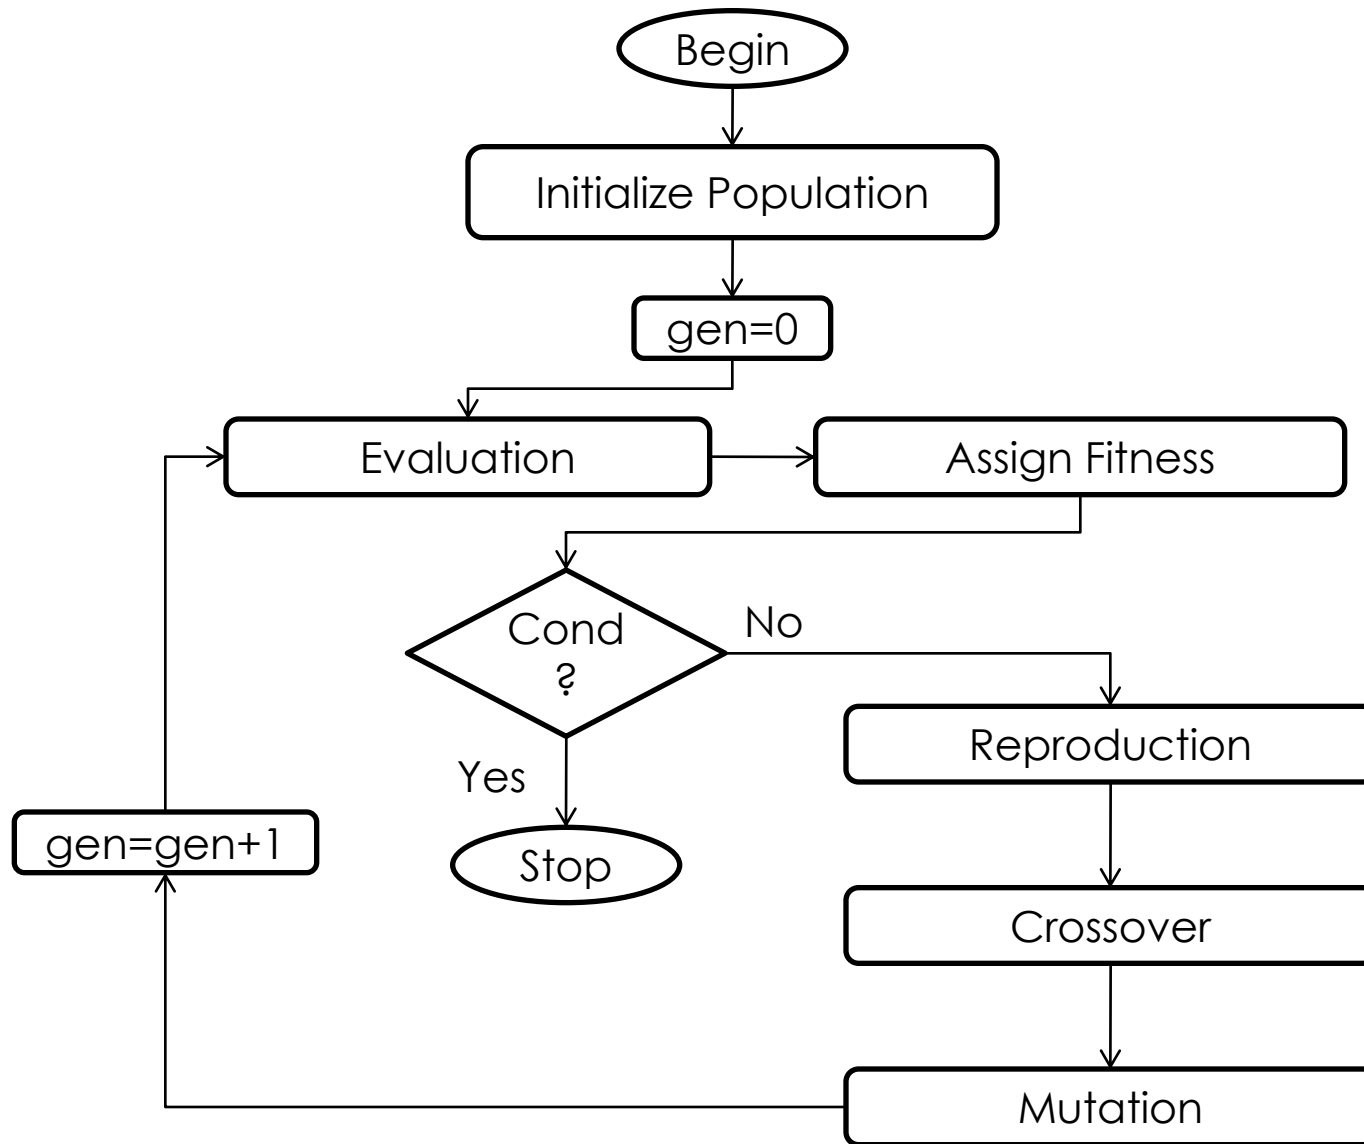 Begin
Initialize Population
gen=0
Evaluation
Assign Fitness
Cond
?
No
Yes
Reproduction
gen=gen+1
Stop
Crossover
Mutation